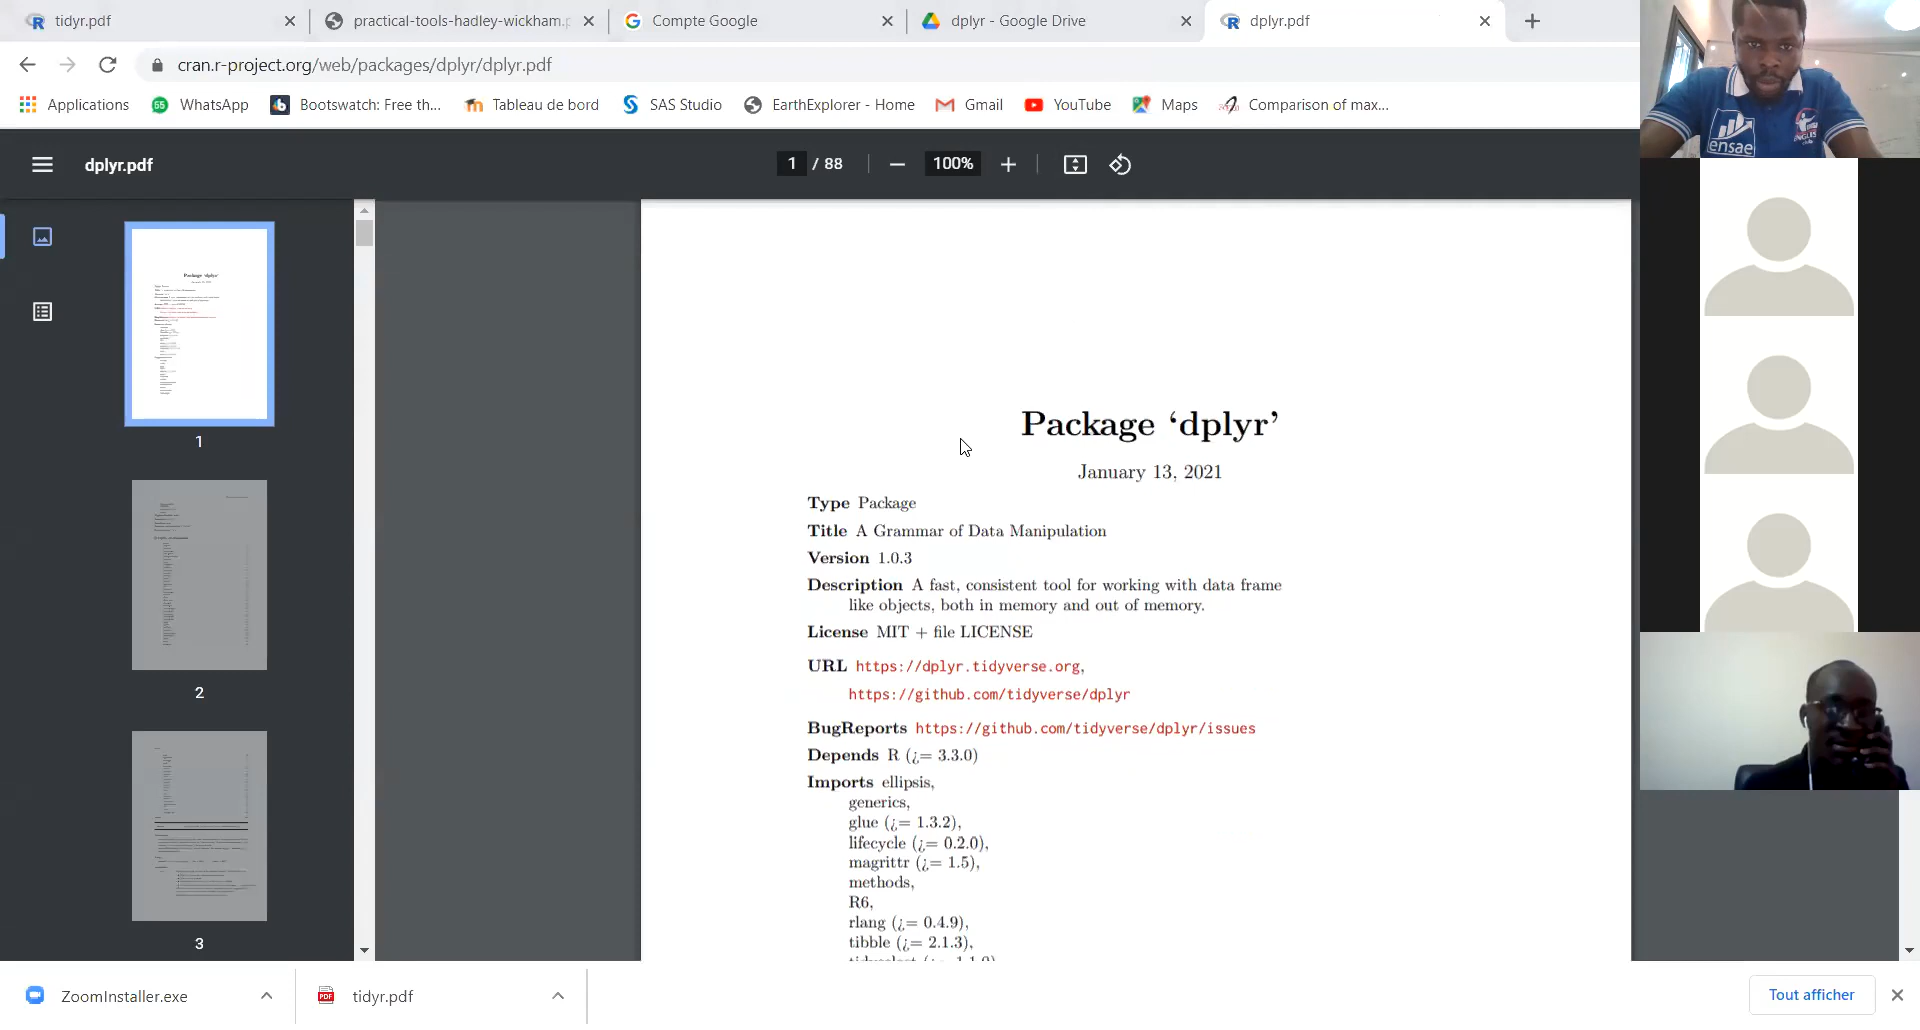 tidyr.pdf
practical-tools-hadley-wickham.p
Compte Google
dplyr - Google Drive
dplyr.pdf
cran.r-project.org/web/packages/dplyr/dplyr.pdf
Applications
WhatsApp
Bootswatch: Free th...
Tableau de bord
SAS Studio
EarthExplorer - Home
Gmail
YouTube
Maps
Comparison of max...
dplyr.pdf
1 / 88
100%
1
2
3
Package ‘dplyr’
January 13, 2021
Type Package
Title A Grammar of Data Manipulation
Version 1.0.3
Description A fast, consistent tool for working with data frame
like objects, both in memory and out of memory.
License MIT + file LICENSE
URL https://dplyr.tidyverse.org,
https://github.com/tidyverse/dplyr
BugReports https://github.com/tidyverse/dplyr/issues
Depends R (¿= 3.3.0)
Imports ellipsis,
generics,
glue (¿= 1.3.2),
lifecycle (¿= 0.2.0),
magrittr (¿= 1.5),
methods,
R6,
rlang (¿= 0.4.9),
tibble (¿= 2.1.3),
ensae
ZoomInstaller.exe
tidyr.pdf
Tout afficher